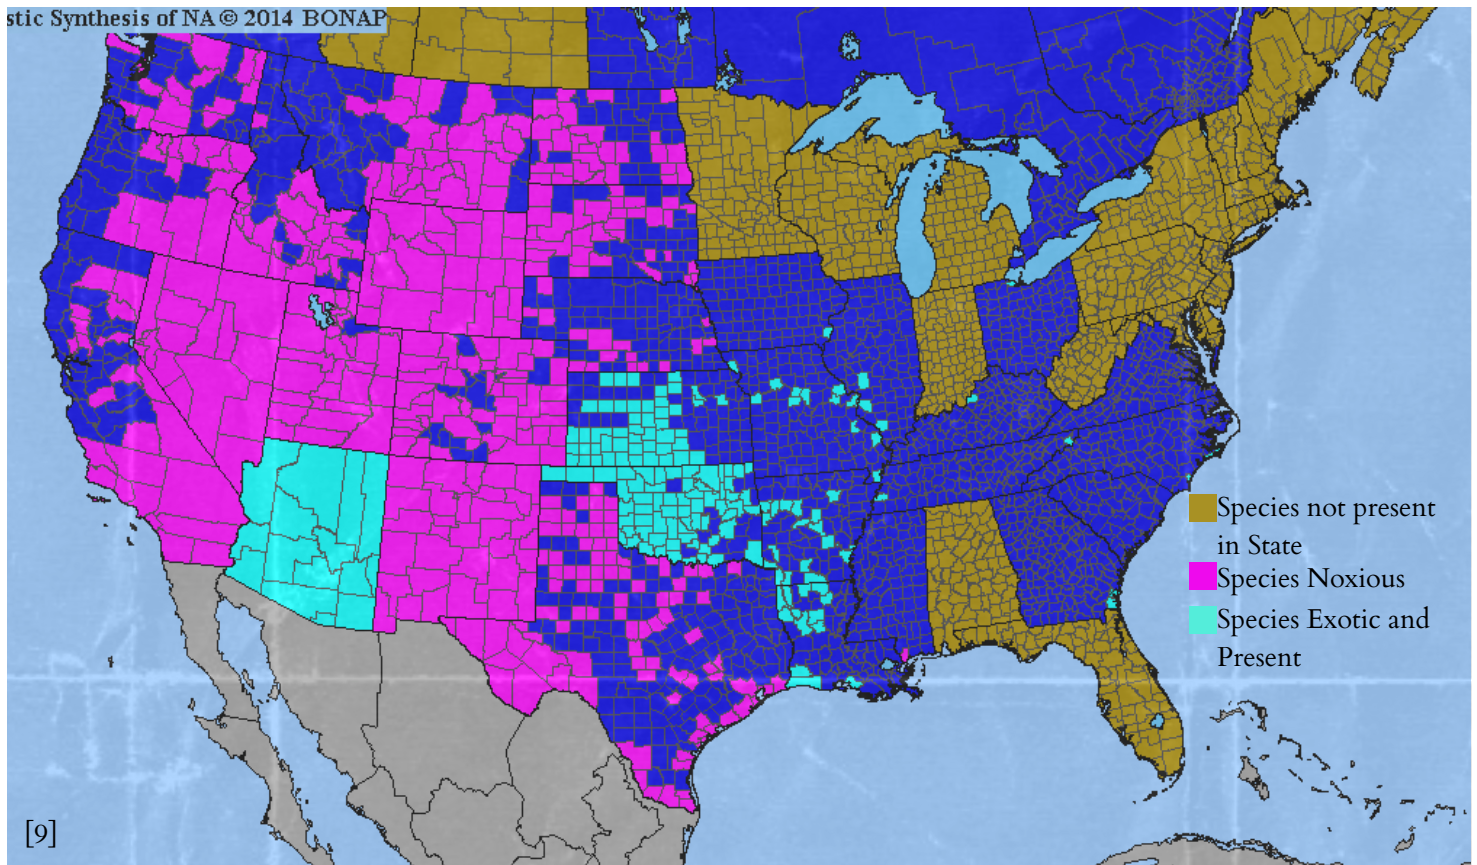 stic Synthesis of NA © 2014 BONAP
Species not present
in State
Species Noxious
Species Exotic and
Present
[9]